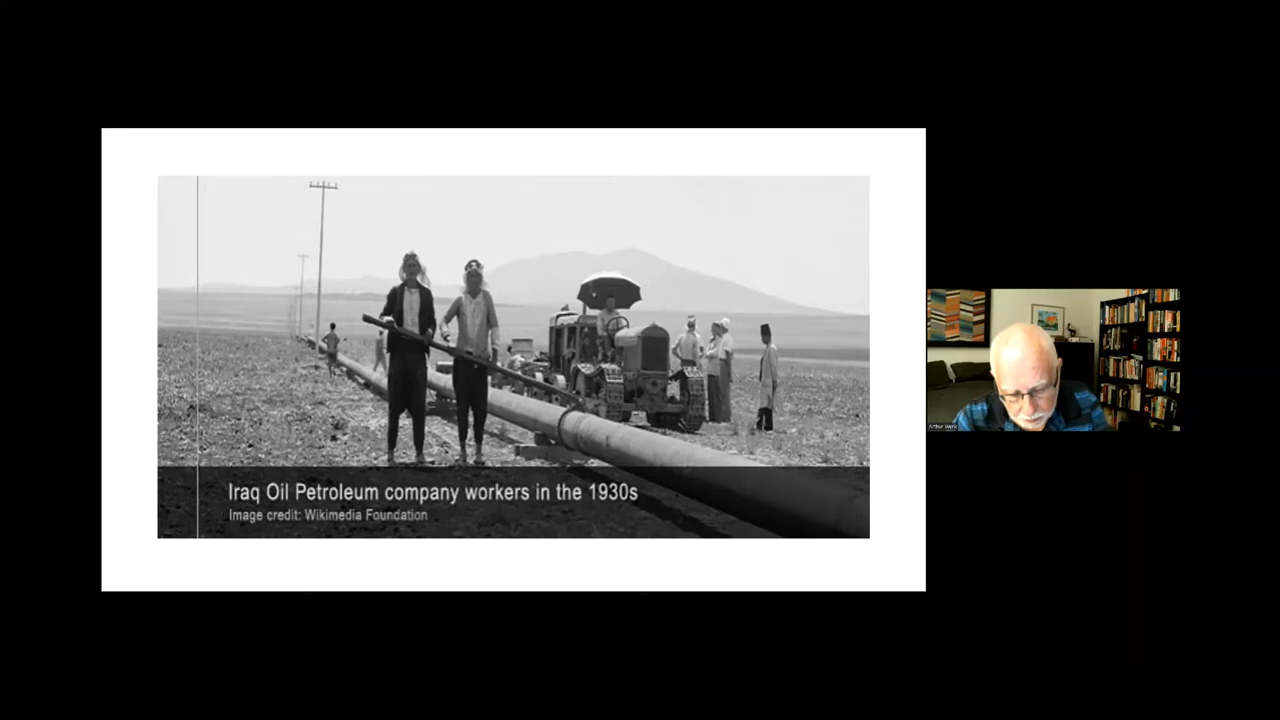 Iraq Oil Petroleum company workers in the 1930s
Image credit: Wikimedia Foundation